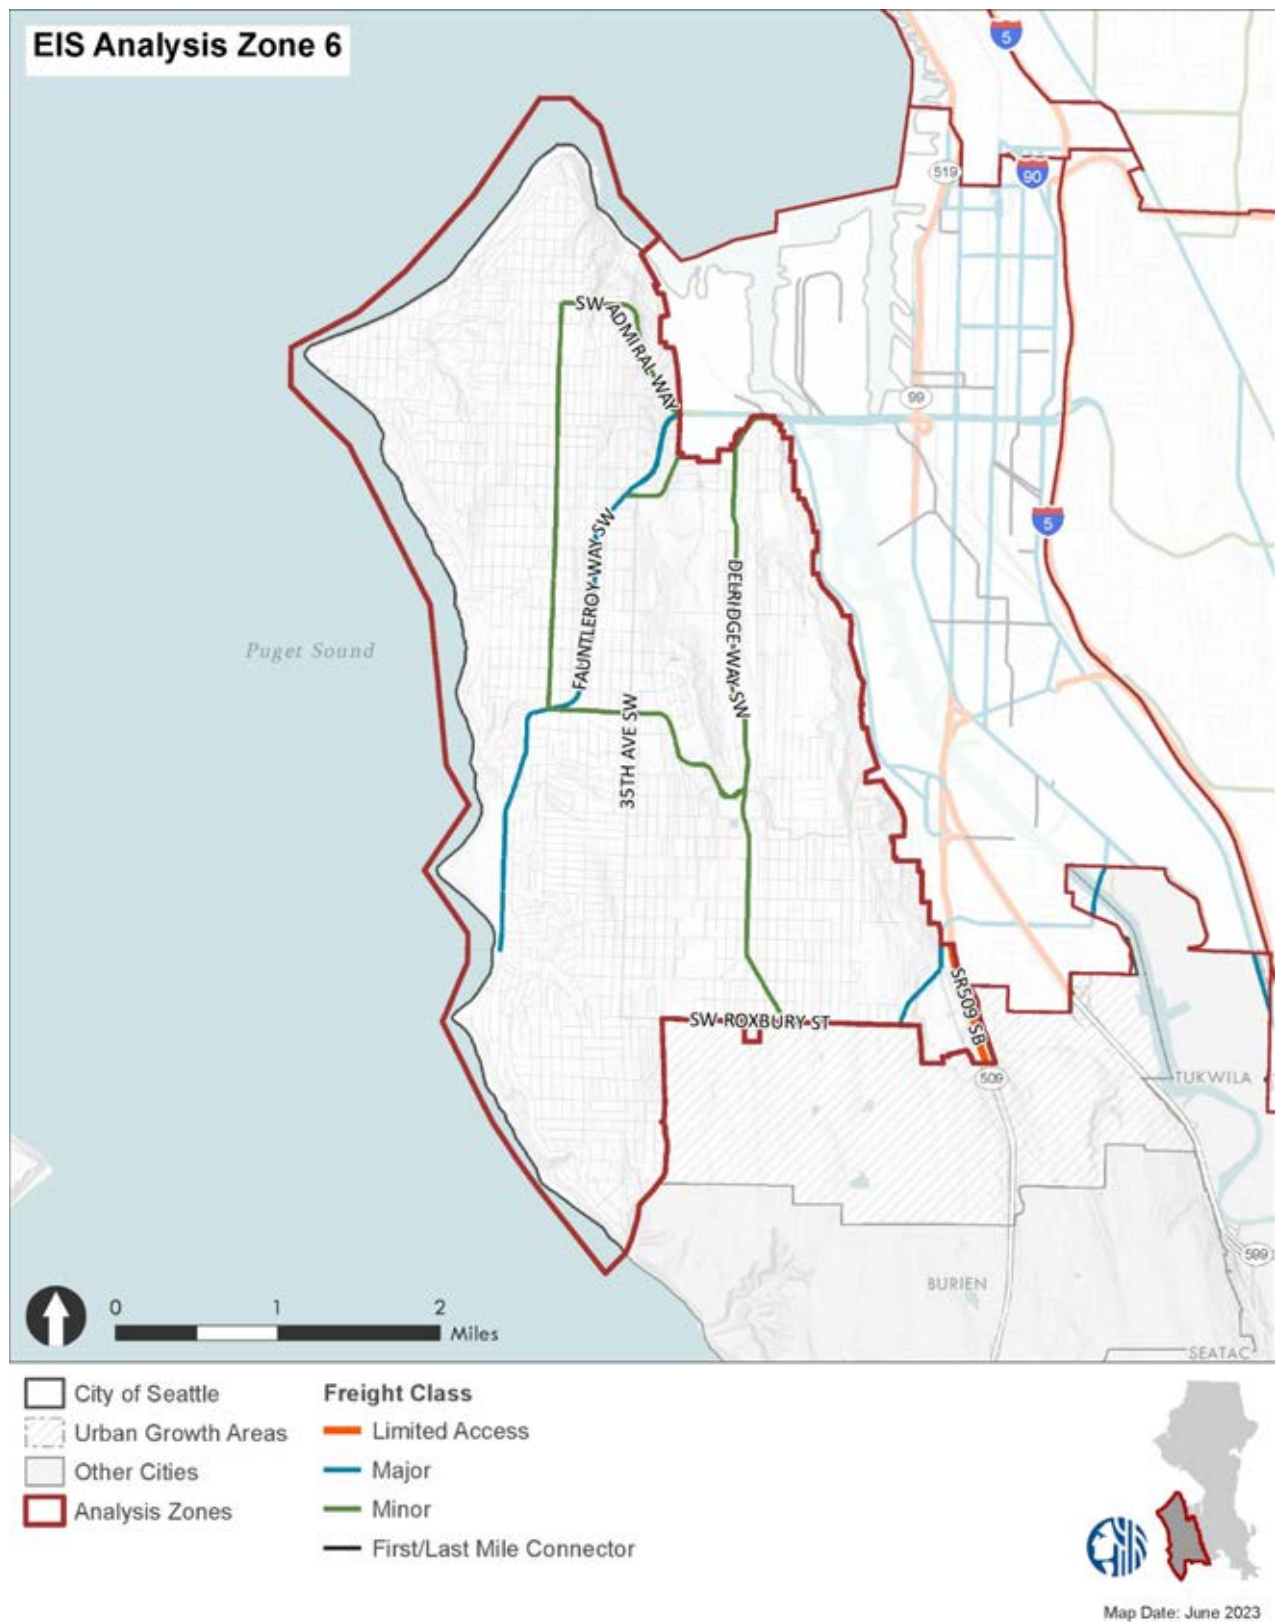 EIS Analysis Zone 6
5
519
90
SW ADMIRAL WAY
99
FAUNTLEROY WAY SW
5
DELRIDGE WAY SW
Puget Sound
35TH AVE SW
SR509 SB
SW ROXBURY ST
509
TUKWILA
599
BURIEN
SEATAC
0 1 2
Miles
City of Seattle
Urban Growth Areas
Other Cities
Analysis Zones
Freight Class
Limited Access
Major
Minor
First/Last Mile Connector
Map Date: June 2023